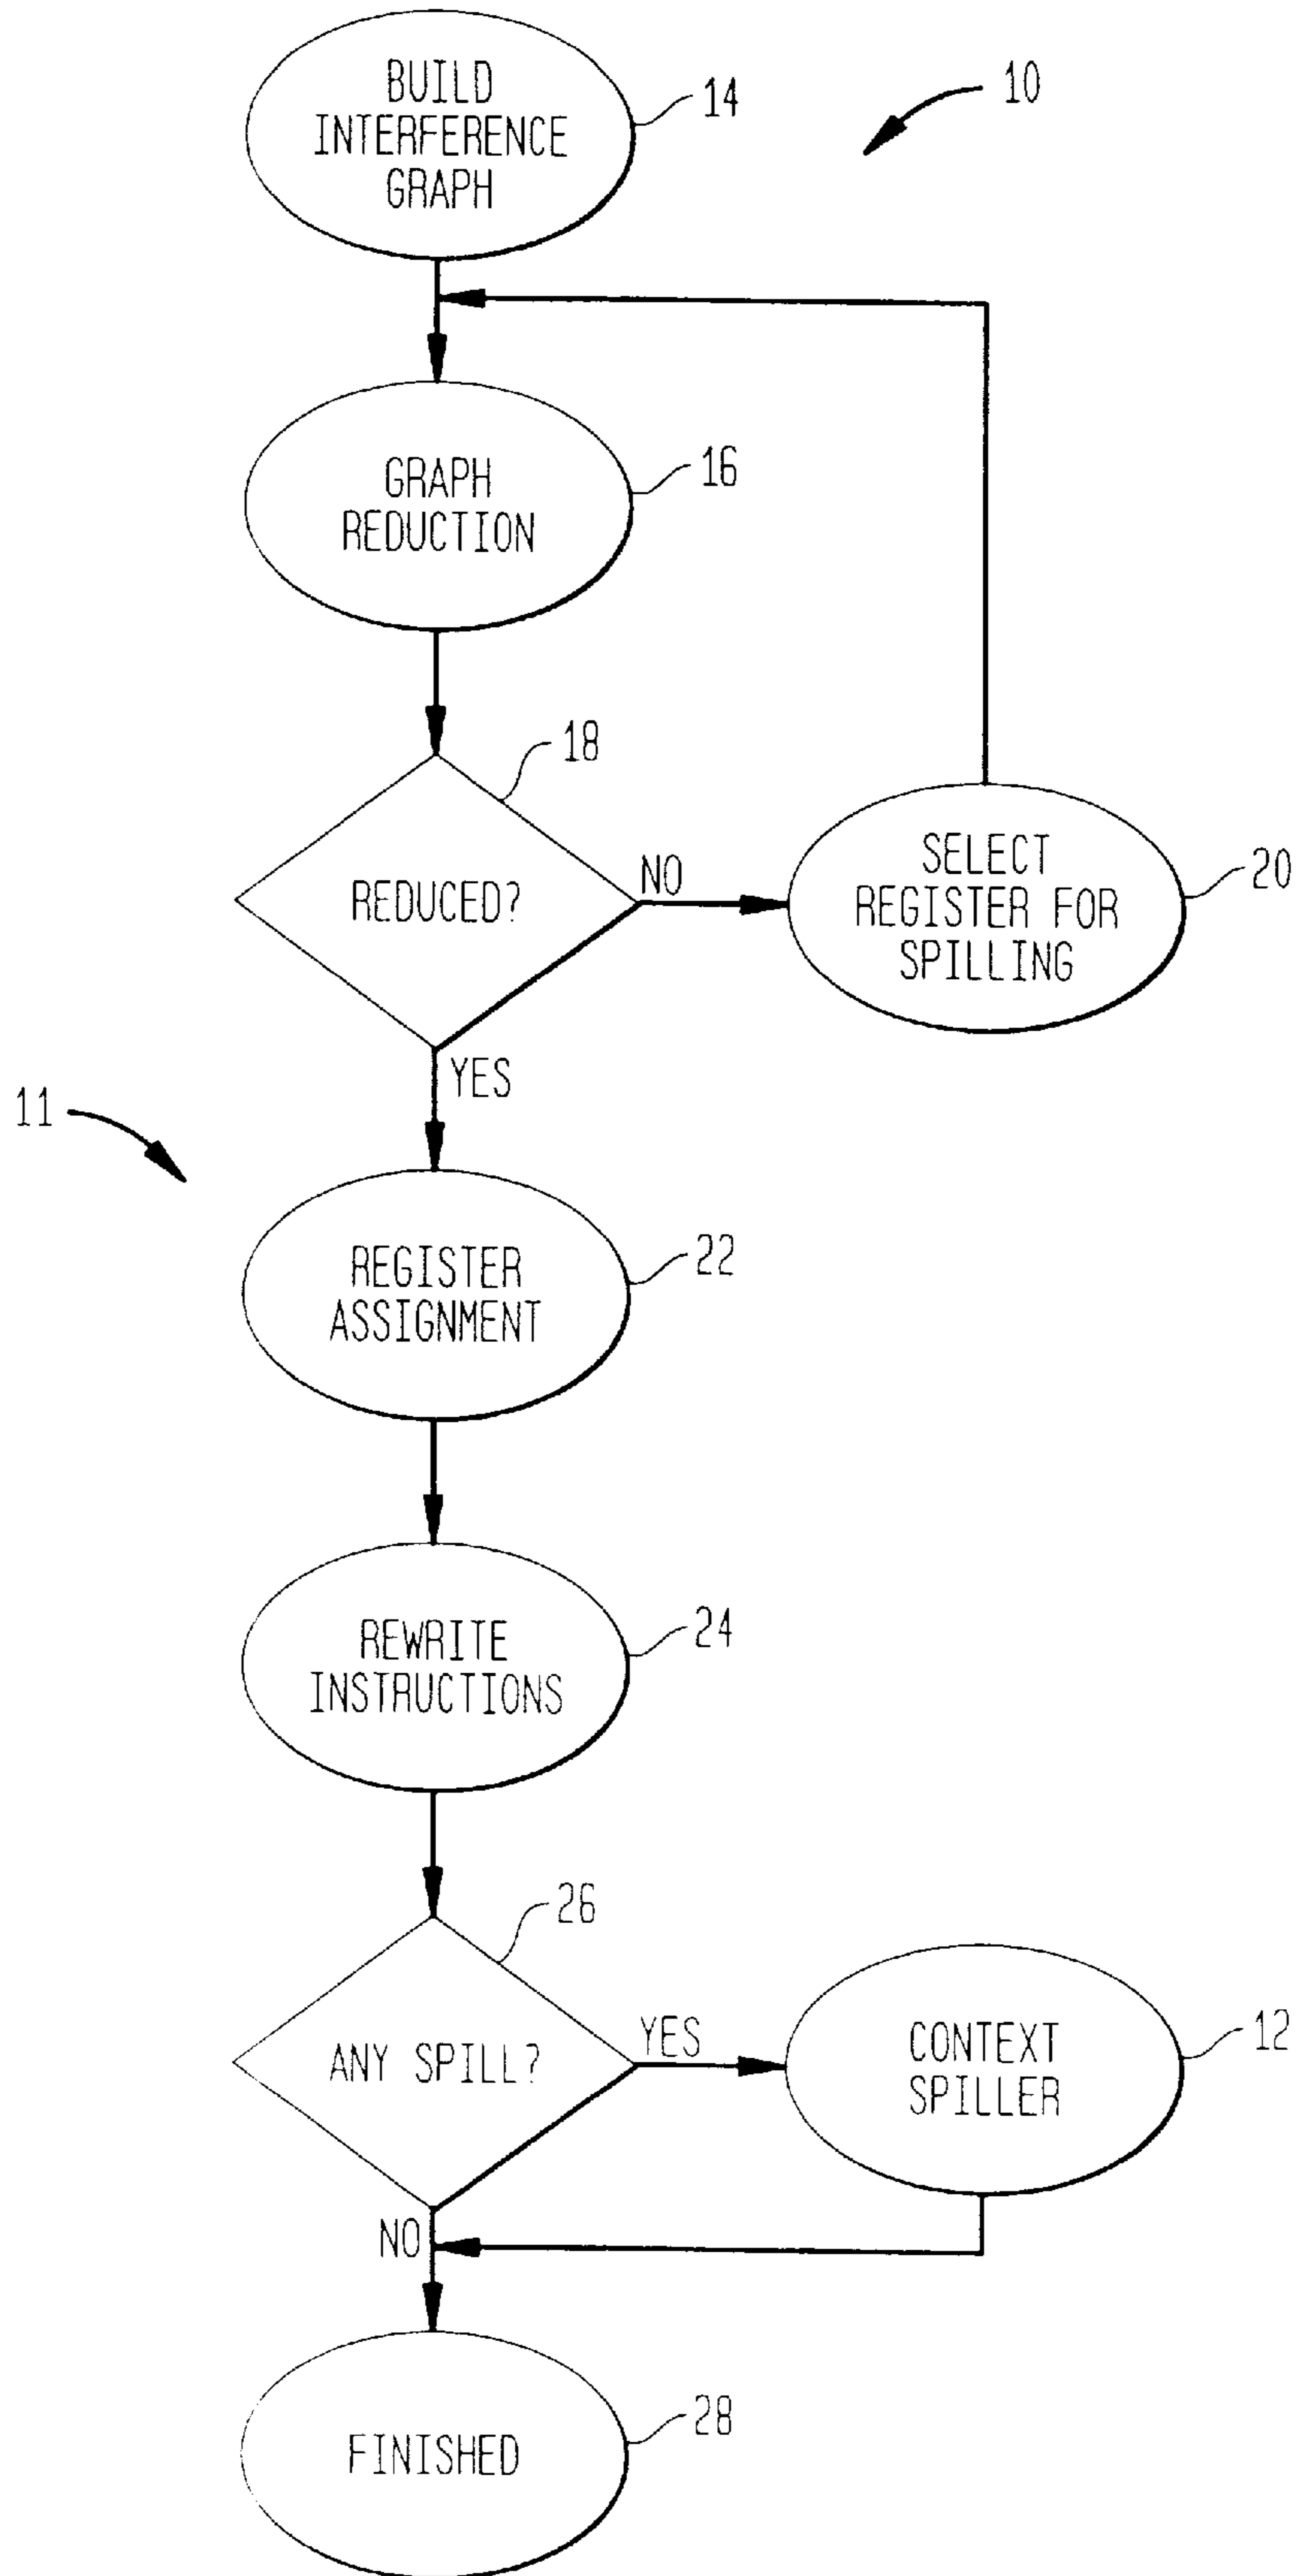 BUILD
INTERFERENCE
GRAPH
14
10
GRAPH
REDUCTION
16
18
REDUCED?
NO
SELECT
REGISTER FOR
SPILLING
20
YES
11
REGISTER
ASSIGNMENT
22
REWRITE
INSTRUCTIONS
24
26
ANY SPILL?
YES
CONTEXT
SPILLER
12
NO
FINISHED
28